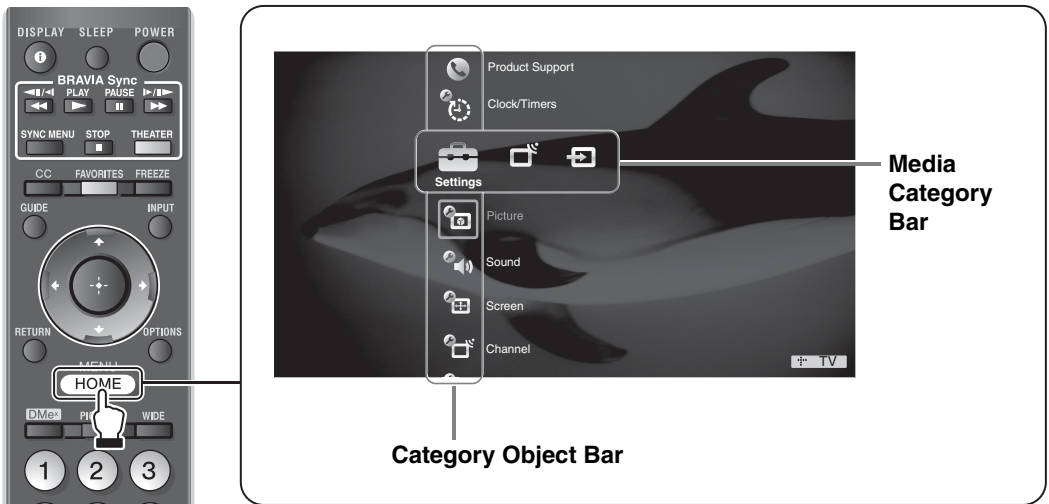 DISPLAY SLEEP POWER
BRAVIA Sync
PLAY PAUSE
SYNC MENU STOP THEATER
CC FAVORITES FREEZE
GUIDE INPUT
RETURN OPTIONS
MENU
HOME
DMex WIDE
1 2 3
Product Support
Clock/Timers
Settings
Picture
Sound
Screen
Channel
TV
Media
Category
Bar
Category Object Bar